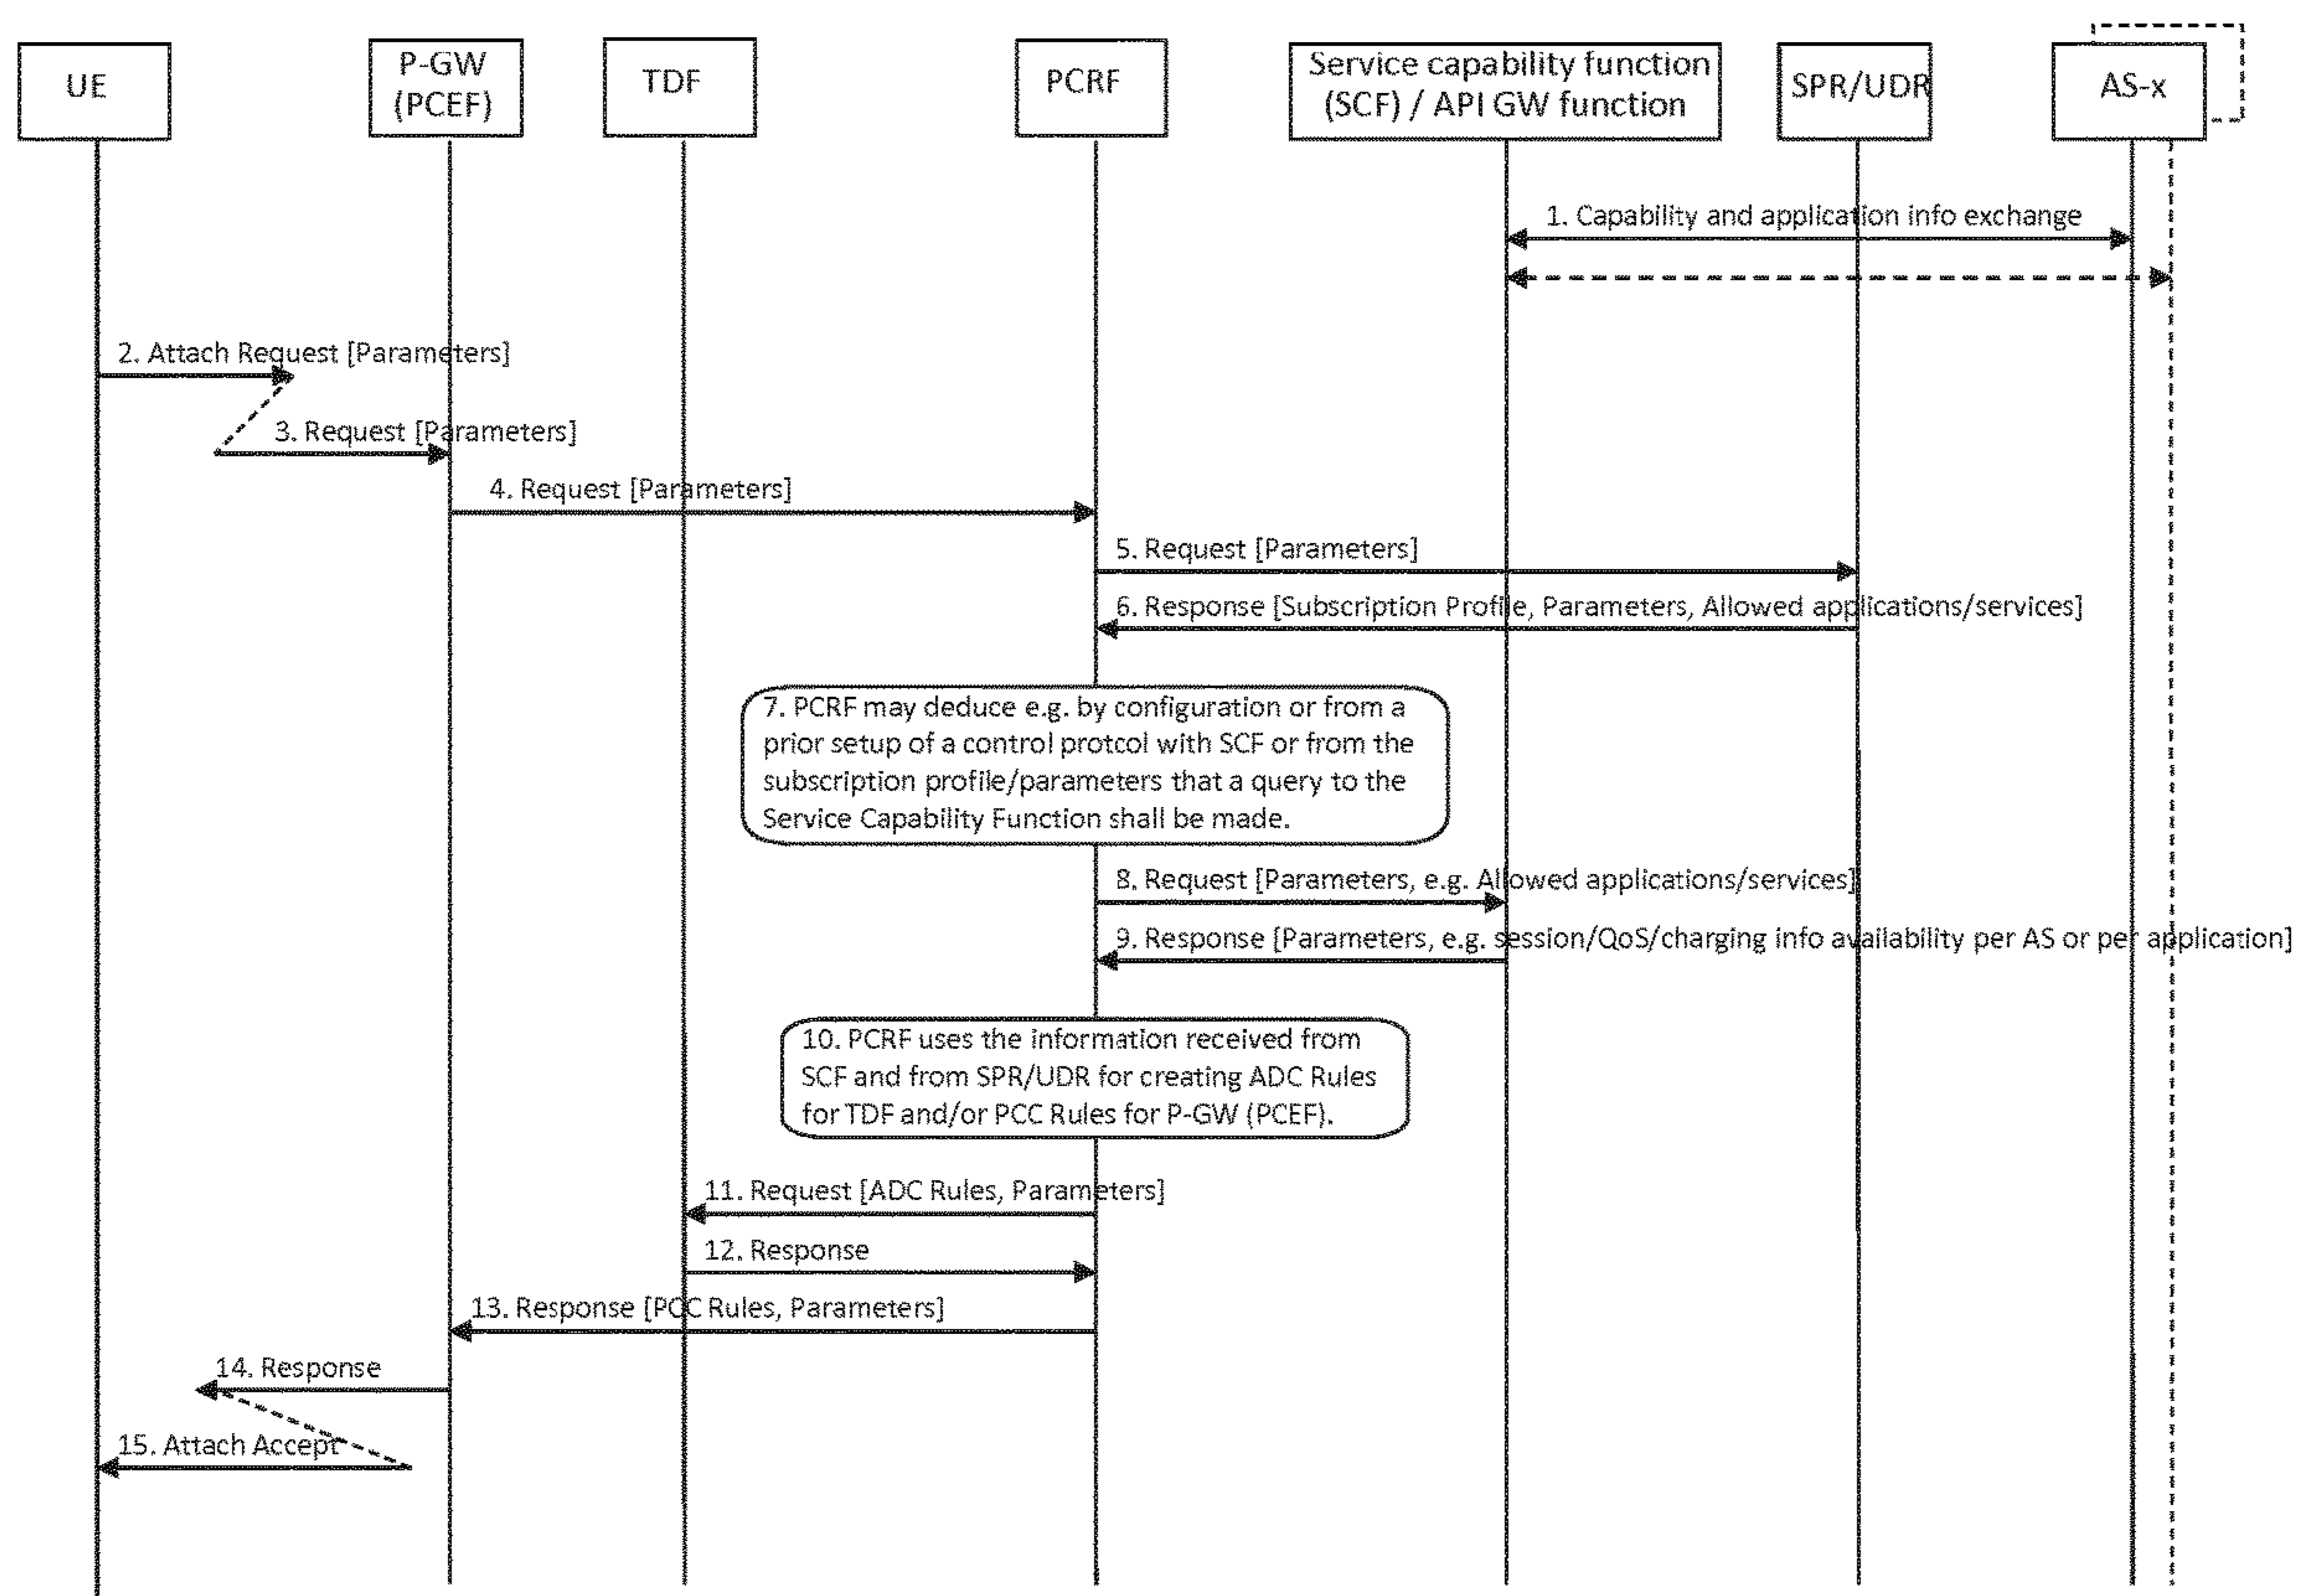 UE
P-GW
(PCEF)
TDF
PCRF
Service capability function
(SCF) / API GW function
SPR/UDR
AS-x
1. Capability and application info exchange
2. Attach Request [Parameters]
3. Request [Parameters]
4. Request [Parameters]
5. Request [Parameters]
6. Response [Subscription Profile, Parameters, Allowed applications/services]
7. PCRF may deduce e.g. by configuration or from a
prior setup of a control protcol with SCF or from the
subscription profile/parameters that a query to the
Service Capability Function shall be made.
8. Request [Parameters, e.g. Allowed applications/services]
9. Response [Parameters, e.g. session/QoS/charging info availability per AS or per application]
10. PCRF uses the information received from
SCF and from SPR/UDR for creating ADC Rules
for TDF and/or PCC Rules for P-GW (PCEF).
11. Request [ADC Rules, Parameters]
12. Response
13. Response [PCC Rules, Parameters]
14. Response
15. Attach Accept